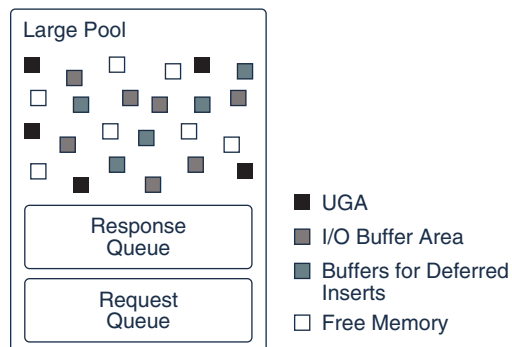 Large Pool
Response
Queue
Request
Queue
UGA
I/O Buffer Area
Buffers for Deferred
Inserts
Free Memory